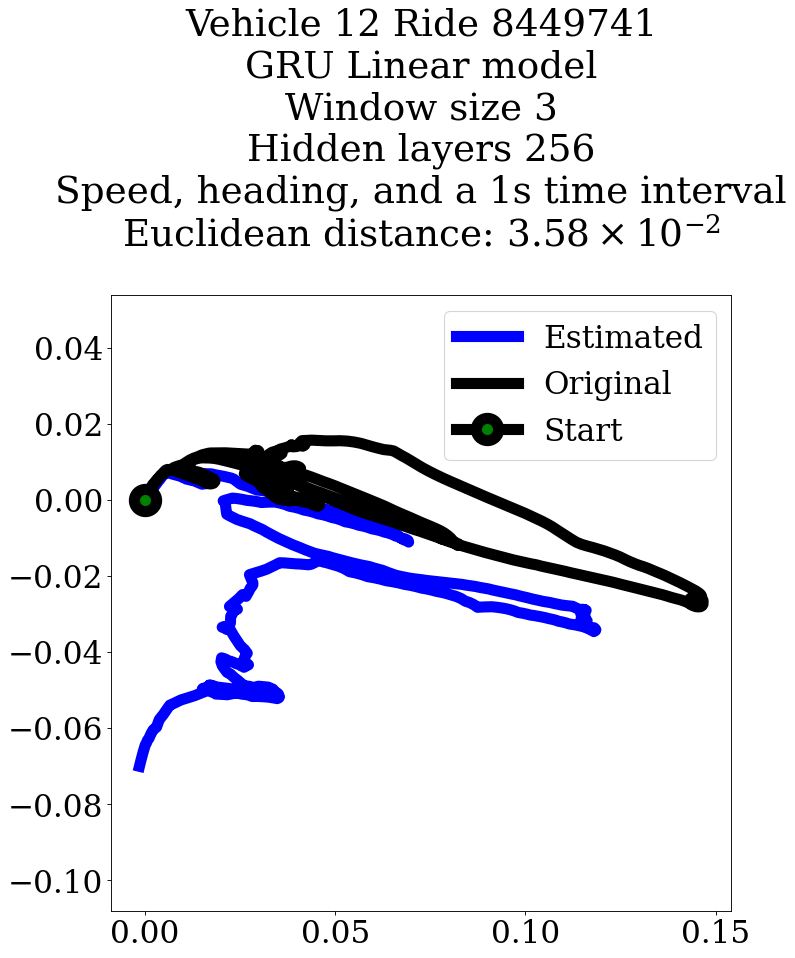 Vehicle 12 Ride 8449741
GRU Linear model
Window size 3
Hidden layers 256
Speed, heading, and a 1s time interval
Euclidean distance: 3.58 × 10⁻²
Estimated
Original
Start
0.04
0.02
0.00
−0.02
−0.04
−0.06
−0.08
−0.10
0.00 0.05 0.10 0.15